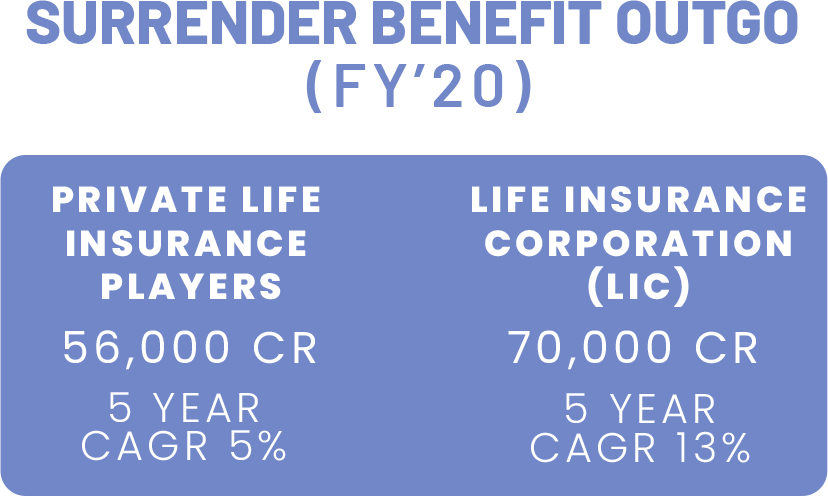 SURRENDER BENEFIT OUTGO
(FY’20)
PRIVATE LIFE
INSURANCE
PLAYERS
56,000 CR
5 YEAR
CAGR 5%
LIFE INSURANCE
CORPORATION
(LIC)
70,000 CR
5 YEAR
CAGR 13%